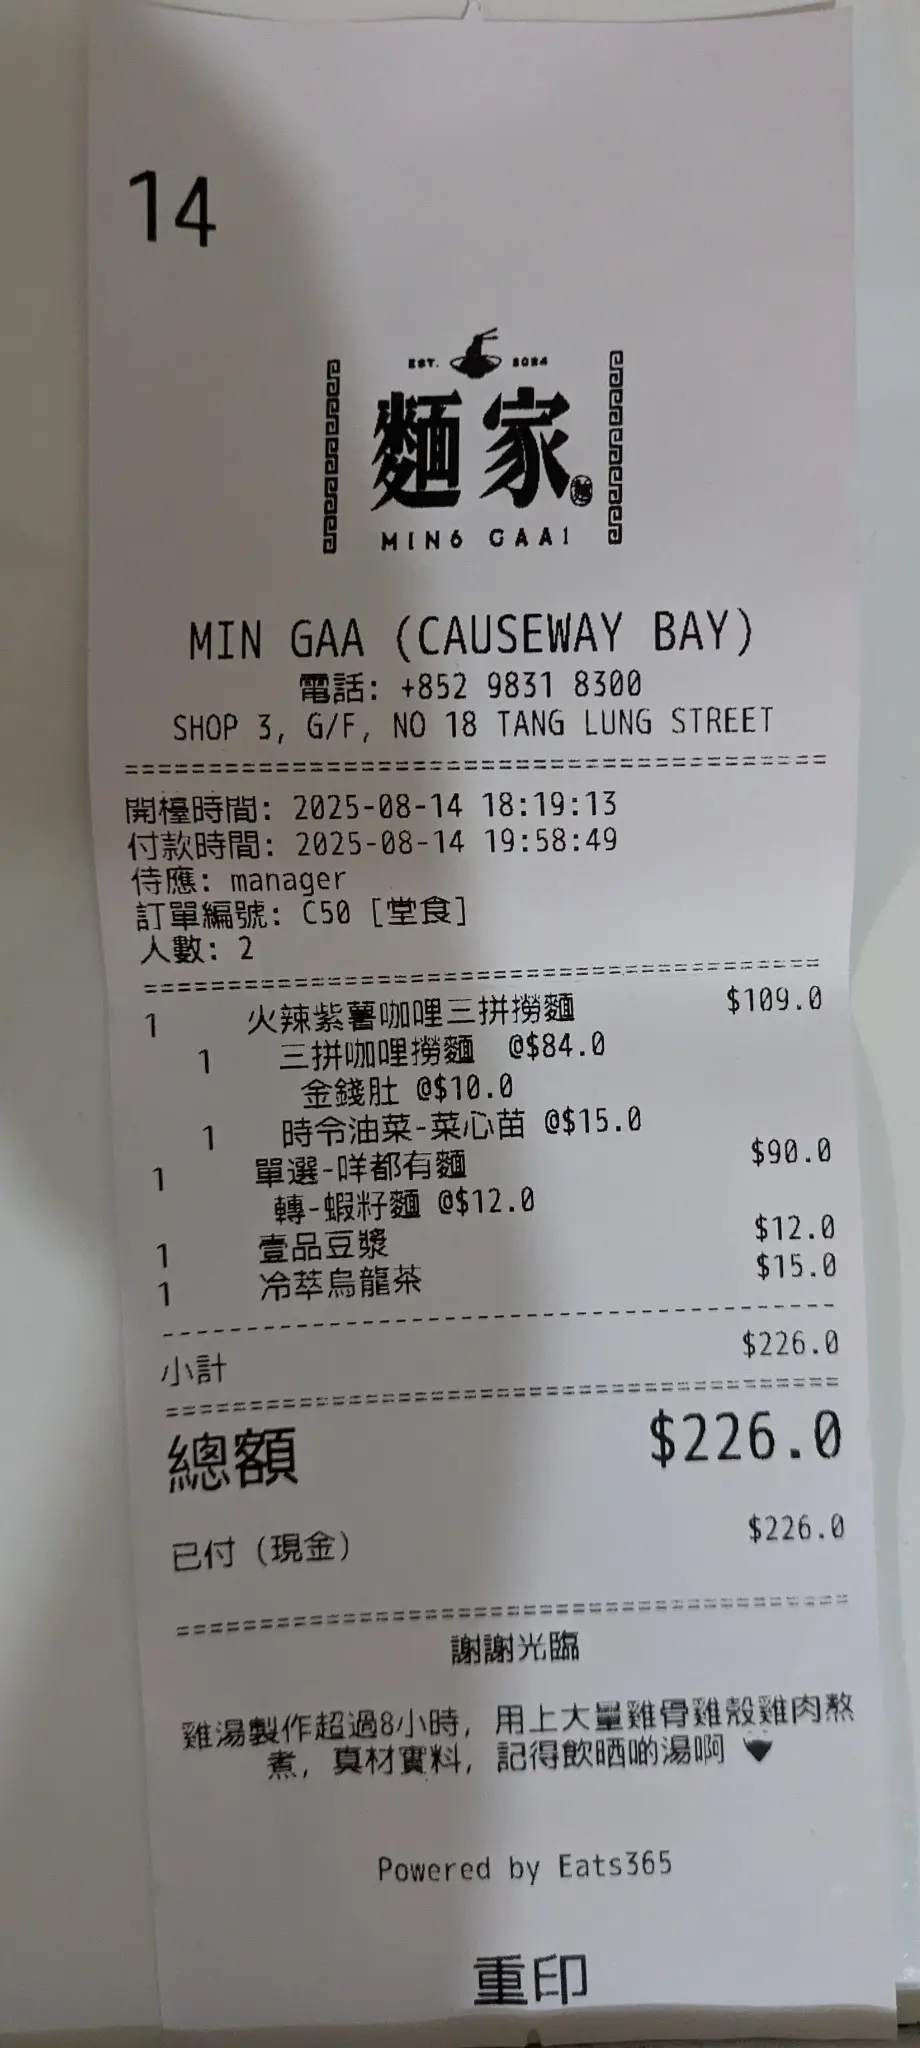 14
EST. 2024
麵家
MING GAA!
MIN GAA (CAUSEWAY BAY)
電話: +852 9831 8300
SHOP 3, G/F, NO 18 TANG LUNG STREET
開檯時間: 2025-08-14 18:19:13
付款時間: 2025-08-14 19:58:49
侍應: manager
訂單編號: C50 [堂食]
人數: 2
1 火辣紫薯咖哩三拼撈麵 $109.0
1 三拼咖哩撈麵 @$84.0
金錢肚 @$10.0
1 時令油菜-菜心苗 @$15.0
1 單選-咩都有麵 $90.0
轉-蝦籽麵 @$12.0
1 壹品豆漿 $12.0
1 冷萃烏龍茶 $15.0
小計 $226.0
總額 $226.0
已付 (現金) $226.0
謝謝光臨
雞湯製作超過8小時, 用上大量雞骨雞殼雞肉熬
煮, 真材實料, 記得飲晒啲湯啊
Powered by Eats365
重印